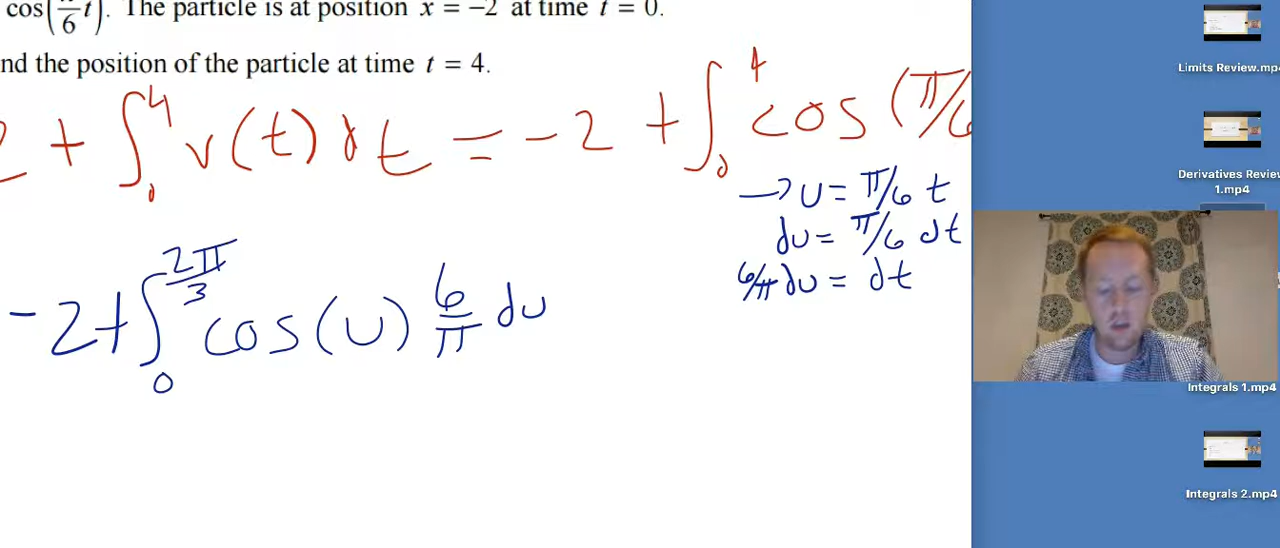 cos(π/6 t). The particle is at position x = −2 at time t = 0.
nd the position of the particle at time t = 4.
2 + ∫₀⁴ v(t) dt = -2 + ∫₀⁴ cos(π/6
→ u = π/6 t
du = π/6 dt
6/π du = dt
-2 + ∫₀^(2π/3) cos(u) 6/π du
Limits Review.mp4
Derivatives Revie
1.mp4
Integrals 1.mp4
Integrals 2.mp4